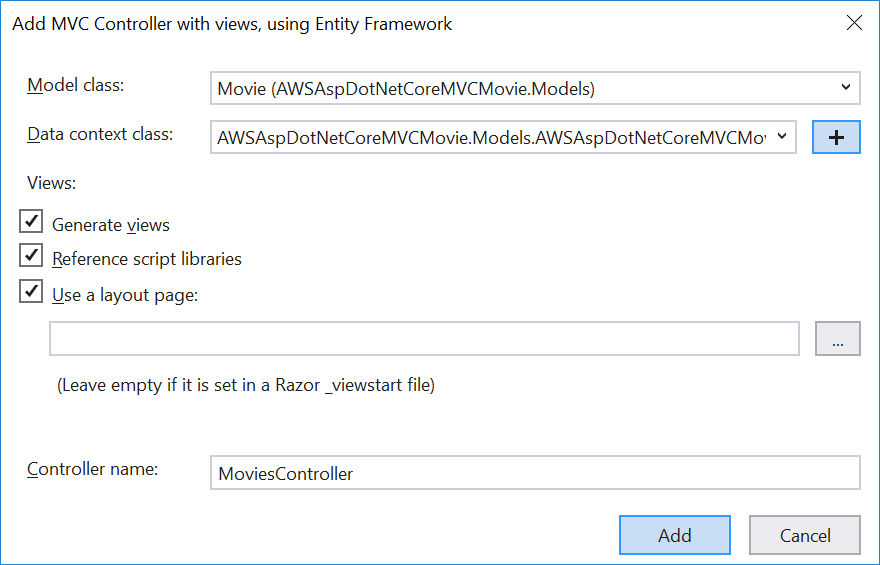 Add MVC Controller with views, using Entity Framework
Model class: Movie (AWSAspDotNetCoreMVCMovie.Models)
Data context class: AWSAspDotNetCoreMVCMovie.Models.AWSAspDotNetCoreMVCMov +
Views:
Generate views
Reference script libraries
Use a layout page:
...
(Leave empty if it is set in a Razor _viewstart file)
Controller name: MoviesController
Add Cancel